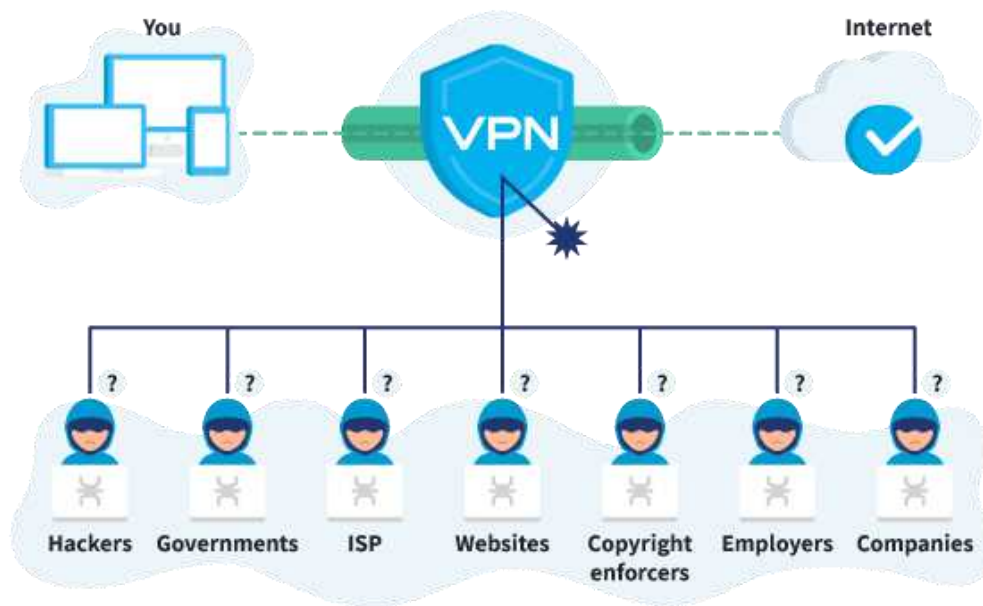 You
Internet
VPN
? ? ? ? ? ? ?
Hackers Governments ISP Websites Copyright Employers Companies
enforcers